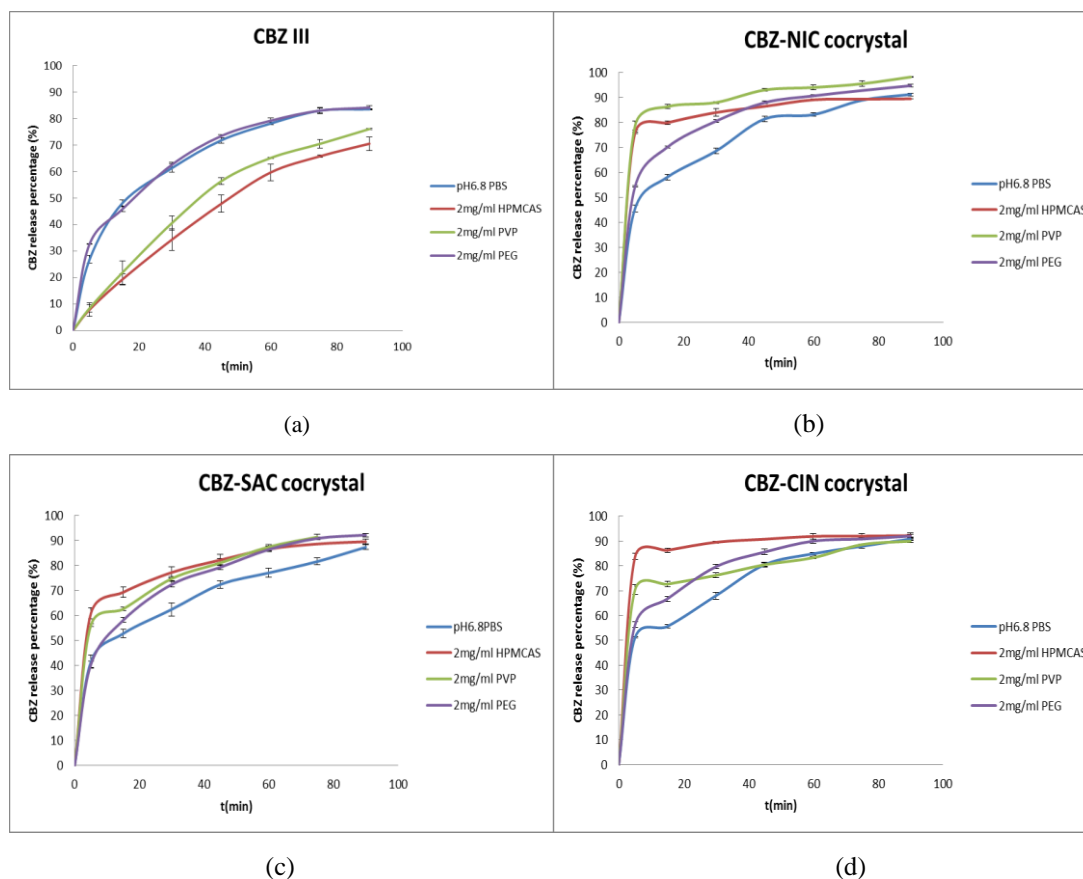 CBZ III
100
90
80
70
60
50
40
30
20
10
0
CBZ release percentage (%)
0 20 40 60 80 100
t(min)
pH6.8 PBS
2mg/ml HPMCAS
2mg/ml PVP
2mg/ml PEG
(a)
CBZ-NIC cocrystal
100
90
80
70
60
50
40
30
20
10
0
CBZ release percentage (%)
0 20 40 60 80 100
t(min)
pH6.8 PBS
2mg/ml HPMCAS
2mg/ml PVP
2mg/ml PEG
(b)
CBZ-SAC cocrystal
100
90
80
70
60
50
40
30
20
10
0
CBZ release percentage (%)
0 20 40 60 80 100
t(min)
pH6.8PBS
2mg/ml HPMCAS
2mg/ml PVP
2mg/ml PEG
(c)
CBZ-CIN cocrystal
100
90
80
70
60
50
40
30
20
10
0
CBZ release percentage (%)
0 20 40 60 80 100
t(min)
pH6.8 PBS
2mg/ml HPMCAS
2mg/ml PVP
2mg/ml PEG
(d)